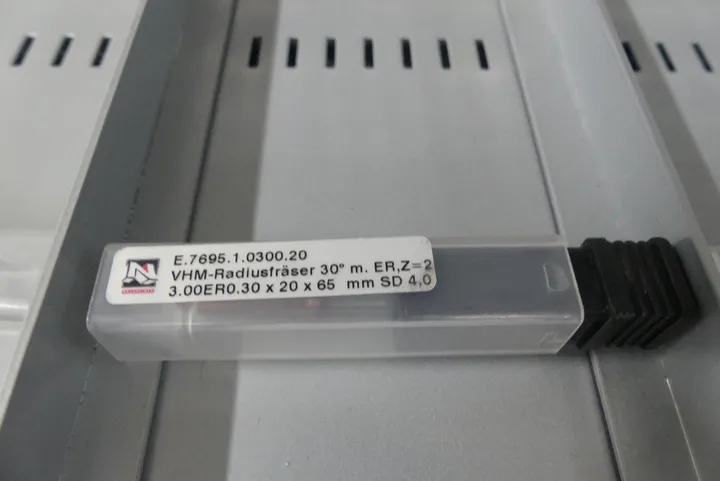 E.7695.1.0300.20
VHM-Radiusfräser 30° m. ER,Z=2
3.00ER0.30 x 20 x 65 mm SD 4,0